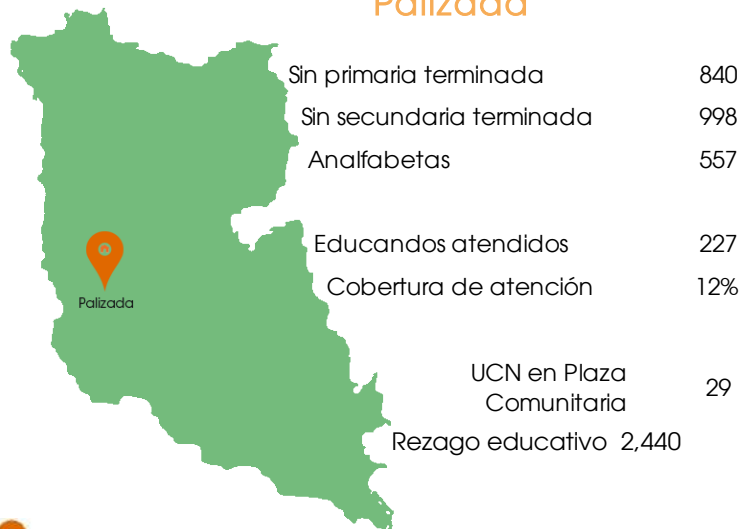 Palizada
Sin primaria terminada 840
Sin secundaria terminada 998
Analfabetas 557
Educandos atendidos 227
Palizada
Cobertura de atención 12%
UCN en Plaza
Comunitaria 29
Rezago educativo 2,440